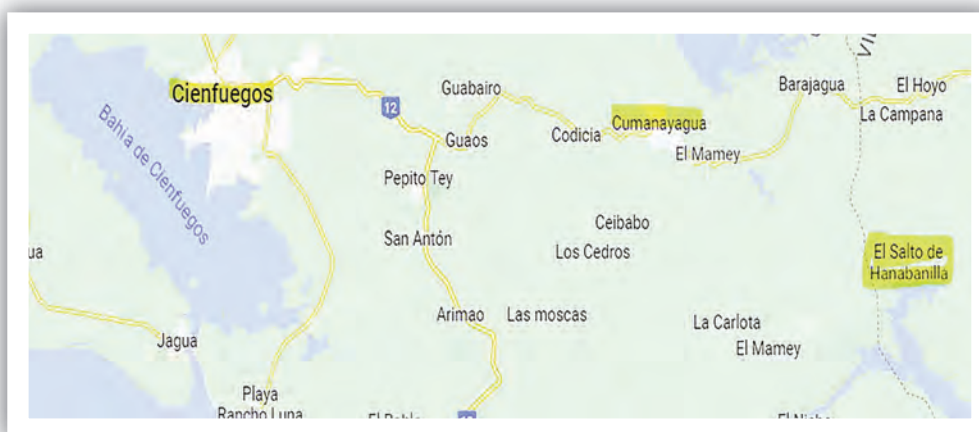 VIL
Cienfuegos
12
Guabairo
Barajagua
El Hoyo
La Campana
Cumanayagua
Codicia
Guaos
El Mamey
Bahía de Cienfuegos
Pepito Tey
Ceibabo
San Antón
Los Cedros
El Salto de
Hanabanilla
ua
Arimao
Las moscas
La Carlota
El Mamey
Jagua
Playa
Rancho Luna